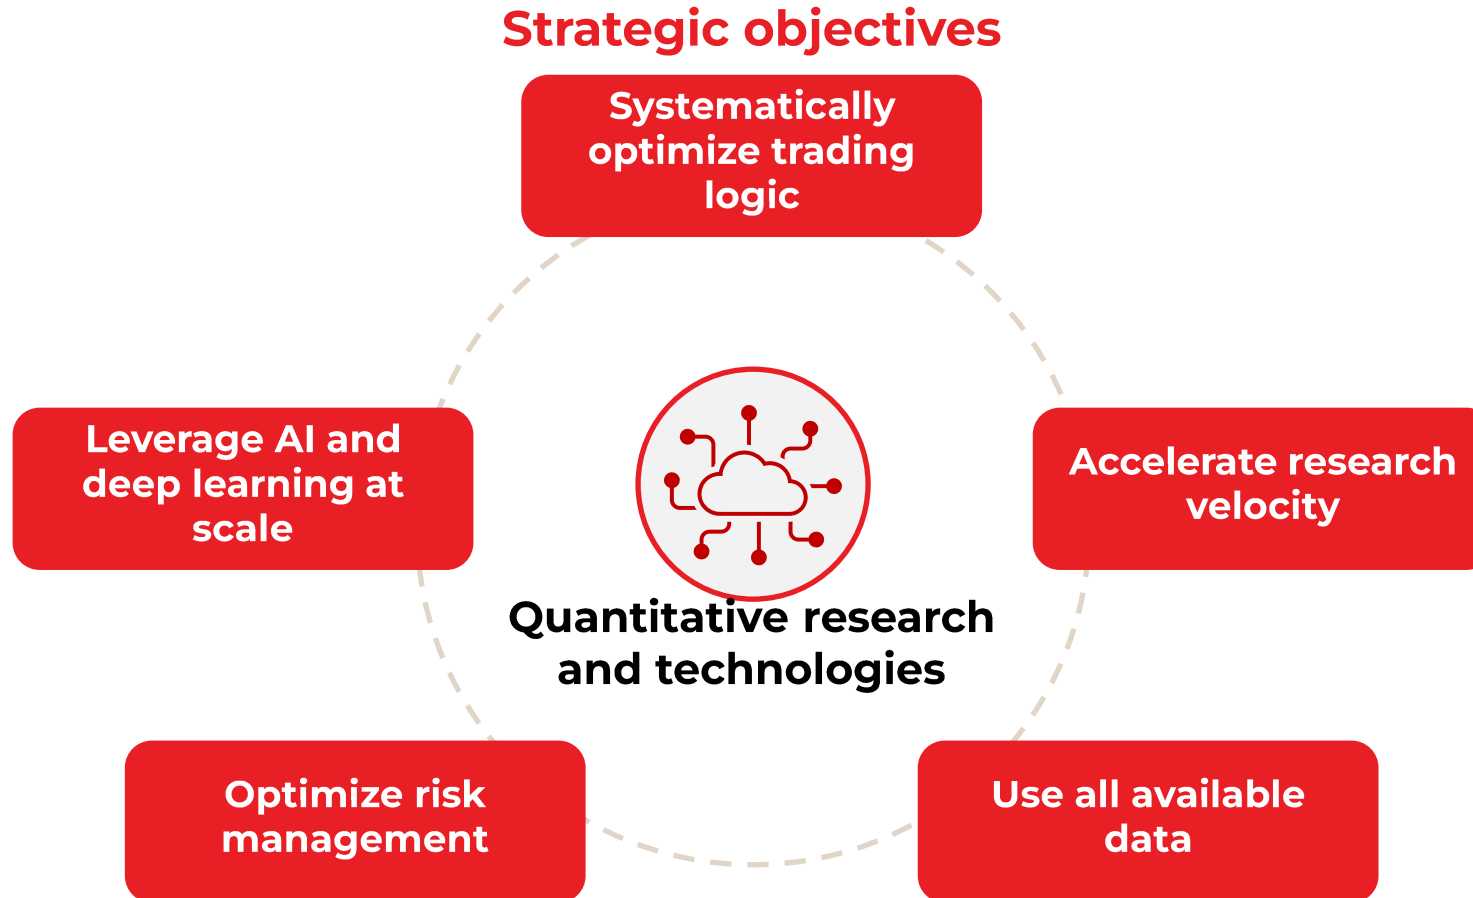 Strategic objectives
Systematically
optimize trading
logic
Leverage AI and
deep learning at
scale
Accelerate research
velocity
Quantitative research
and technologies
Optimize risk
management
Use all available
data